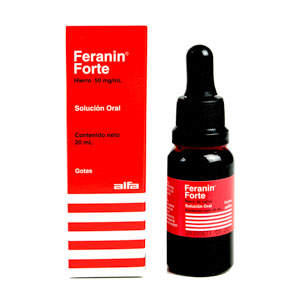 Feranin®
Forte
Hierro 50 mg/mL
Solución Oral
Contenido neto
20 mL
Gotas
alfa
Feranin®
Forte
Solución Oral